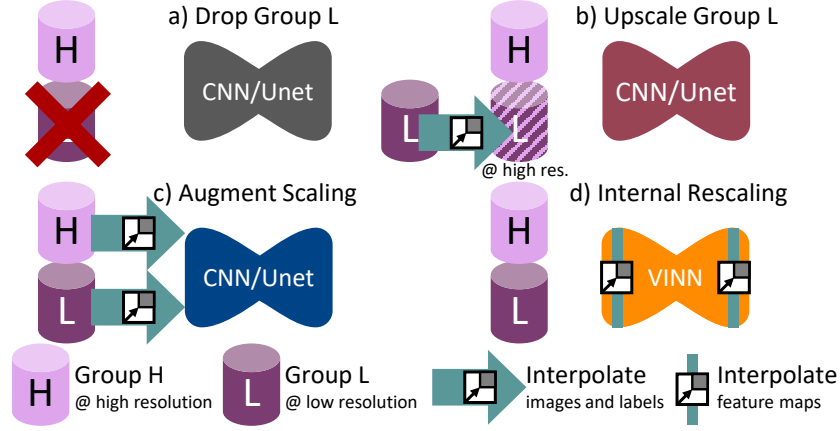 a) Drop Group L
H
CNN/Unet
b) Upscale Group L
H
L
L
@ high res.
CNN/Unet
c) Augment Scaling
H
L
CNN/Unet
d) Internal Rescaling
H
L
VINN
H
Group H
@ high resolution
L
Group L
@ low resolution
Interpolate
images and labels
Interpolate
feature maps